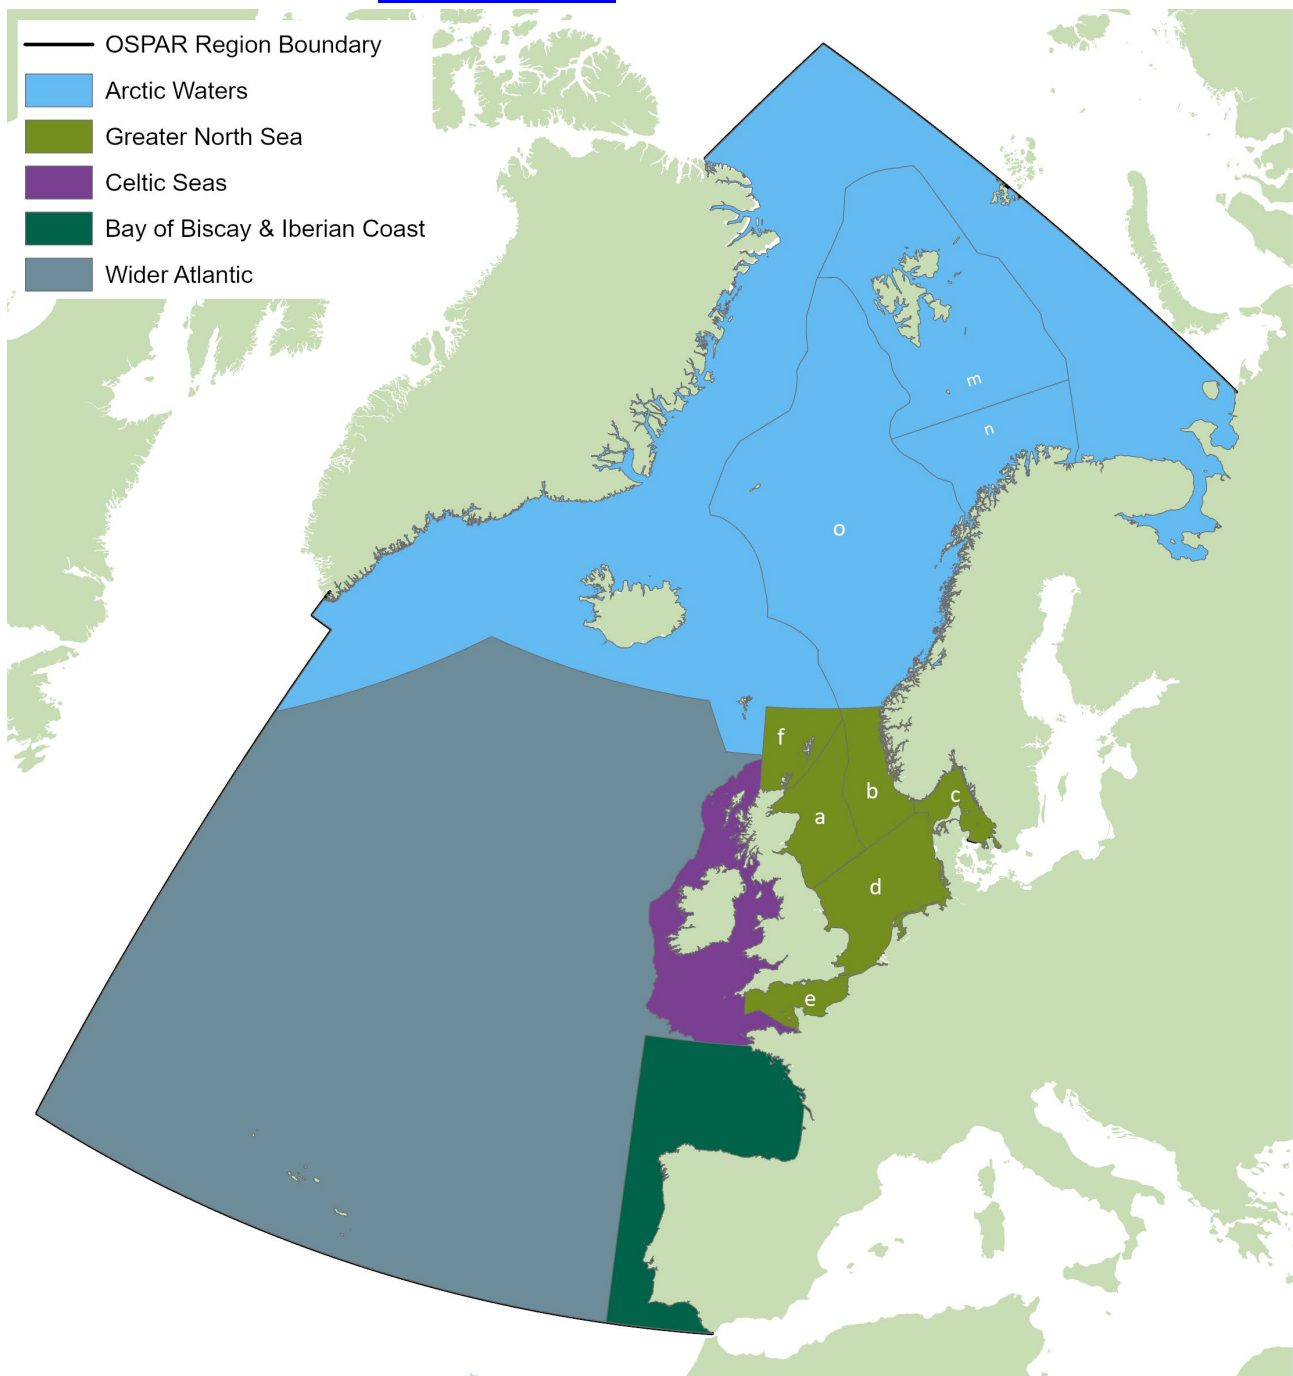 OSPAR Region Boundary
Arctic Waters
Greater North Sea
Celtic Seas
Bay of Biscay & Iberian Coast
Wider Atlantic
m
n
o
f
b
c
a
d
e